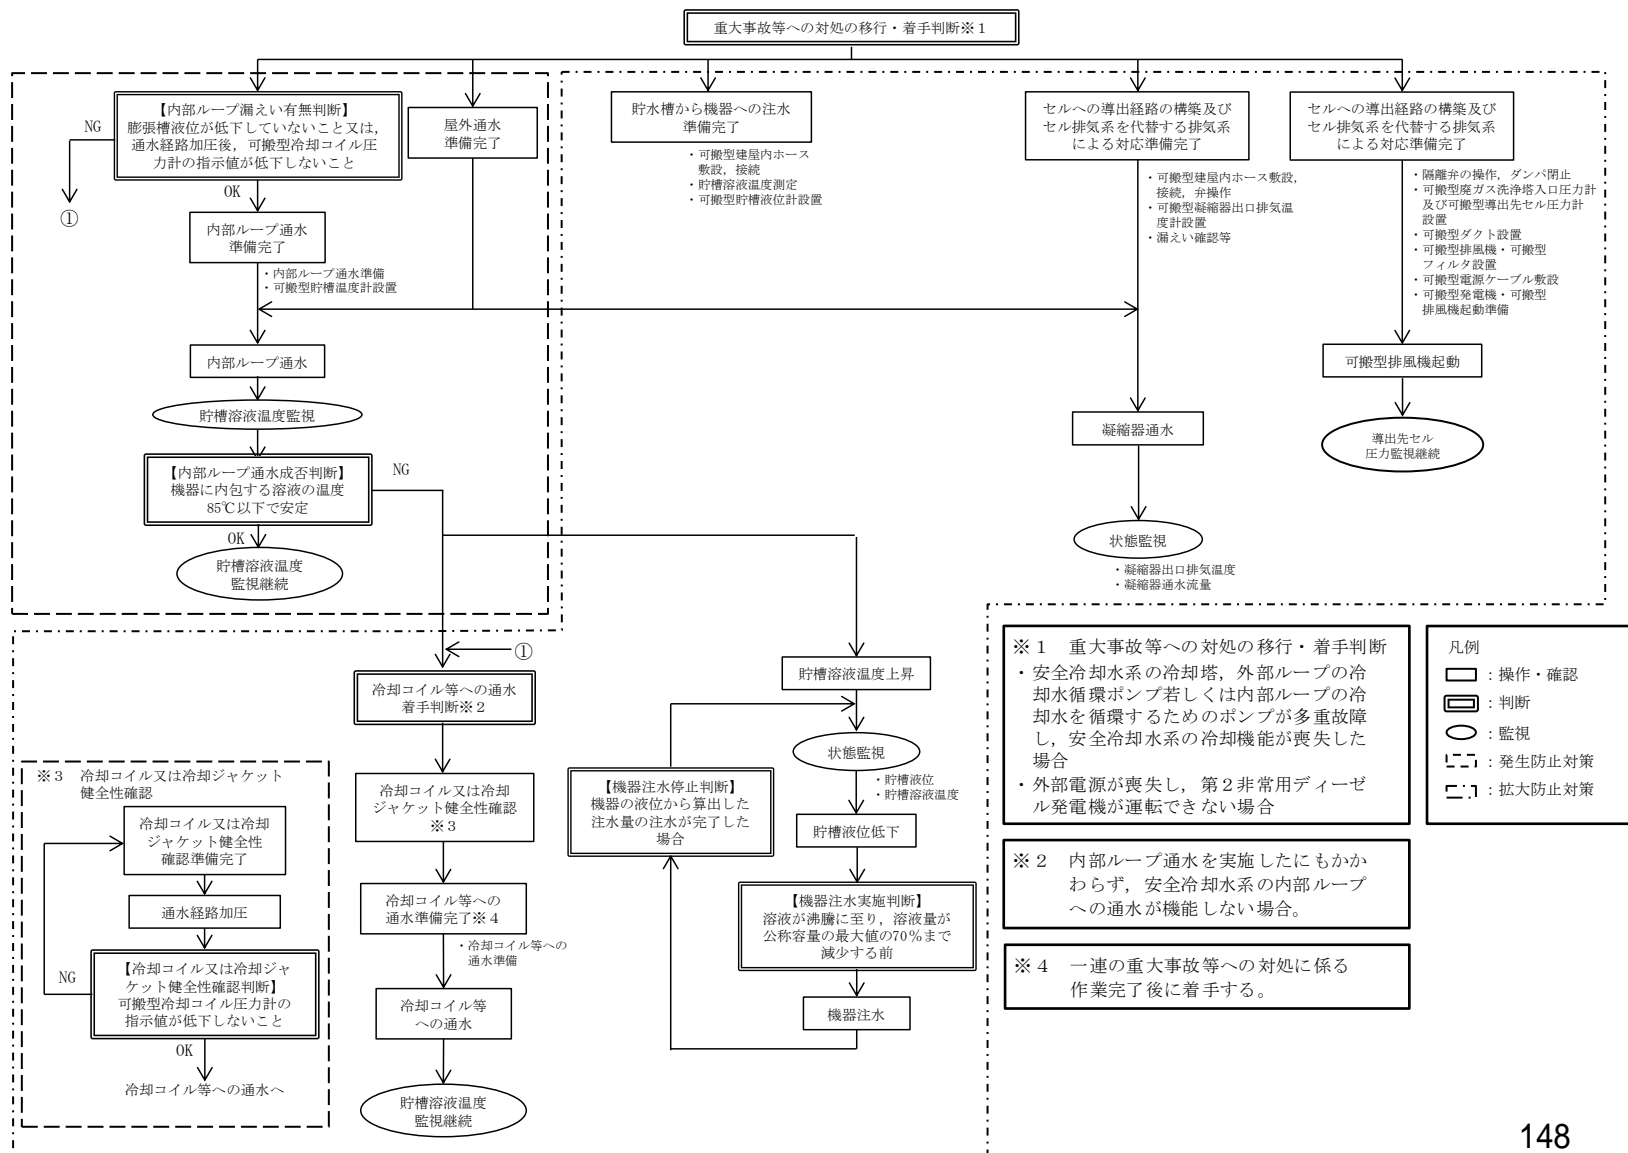 重大事故等への対処の移行・着手判断※１
【内部ループ漏えい有無判断】
膨張槽液位が低下していないこと又は，
通水経路加圧後，可搬型冷却コイル圧
力計の指示値が低下しないこと
NG
①
OK
屋外通水
準備完了
内部ループ通水
準備完了
・内部ループ通水準備
・可搬型貯槽温度計設置
内部ループ通水
貯槽溶液温度監視
【内部ループ通水成否判断】
機器に内包する溶液の温度
85℃以下で安定
NG
OK
貯槽溶液温度
監視継続
貯水槽から機器への注水
準備完了
・可搬型建屋内ホース
敷設，接続
・貯槽溶液温度測定
・可搬型貯槽液位計設置
セルへの導出経路の構築及び
セル排気系を代替する排気系
による対応準備完了
・可搬型建屋内ホース敷設，
接続，弁操作
・可搬型凝縮器出口排気温
度計設置
・漏えい確認等
凝縮器通水
状態監視
・凝縮器出口排気温度
・凝縮器通水流量
セルへの導出経路の構築及び
セル排気系を代替する排気系
による対応準備完了
・隔離弁の操作，ダンパ閉止
・可搬型廃ガス洗浄塔入口圧力計
及び可搬型導出先セル圧力計
設置
・可搬型ダクト設置
・可搬型排風機・可搬型
フィルタ設置
・可搬型電源ケーブル敷設
・可搬型発電機・可搬型
排風機起動準備
可搬型排風機起動
導出先セル
圧力監視継続
①
冷却コイル等への通水
着手判断※２
冷却コイル又は冷却
ジャケット健全性確認
※３
冷却コイル等への
通水準備完了※４
・冷却コイル等への
通水準備
冷却コイル等
への通水
貯槽溶液温度
監視継続
※３　冷却コイル又は冷却ジャケット
健全性確認
冷却コイル又は冷却
ジャケット健全性
確認準備完了
通水経路加圧
【冷却コイル又は冷却ジャ
ケット健全性確認判断】
可搬型冷却コイル圧力計の
指示値が低下しないこと
NG
OK
冷却コイル等への通水へ
貯槽溶液温度上昇
状態監視
・貯槽液位
・貯槽溶液温度
貯槽液位低下
【機器注水実施判断】
溶液が沸騰に至り，溶液量が
公称容量の最大値の70％まで
減少する前
機器注水
【機器注水停止判断】
機器の液位から算出した
注水量の注水が完了した
場合
※１　重大事故等への対処の移行・着手判断
・安全冷却水系の冷却塔，外部ループの冷
却水循環ポンプ若しくは内部ループの冷
却水を循環するためのポンプが多重故障
し，安全冷却水系の冷却機能が喪失した
場合
・外部電源が喪失し，第２非常用ディーゼ
ル発電機が運転できない場合
※２　内部ループ通水を実施したにもかか
わらず，安全冷却水系の内部ループ
への通水が機能しない場合。
※４　一連の重大事故等への対処に係る
作業完了後に着手する。
凡例
：操作・確認
：判断
：監視
：発生防止対策
：拡大防止対策
148